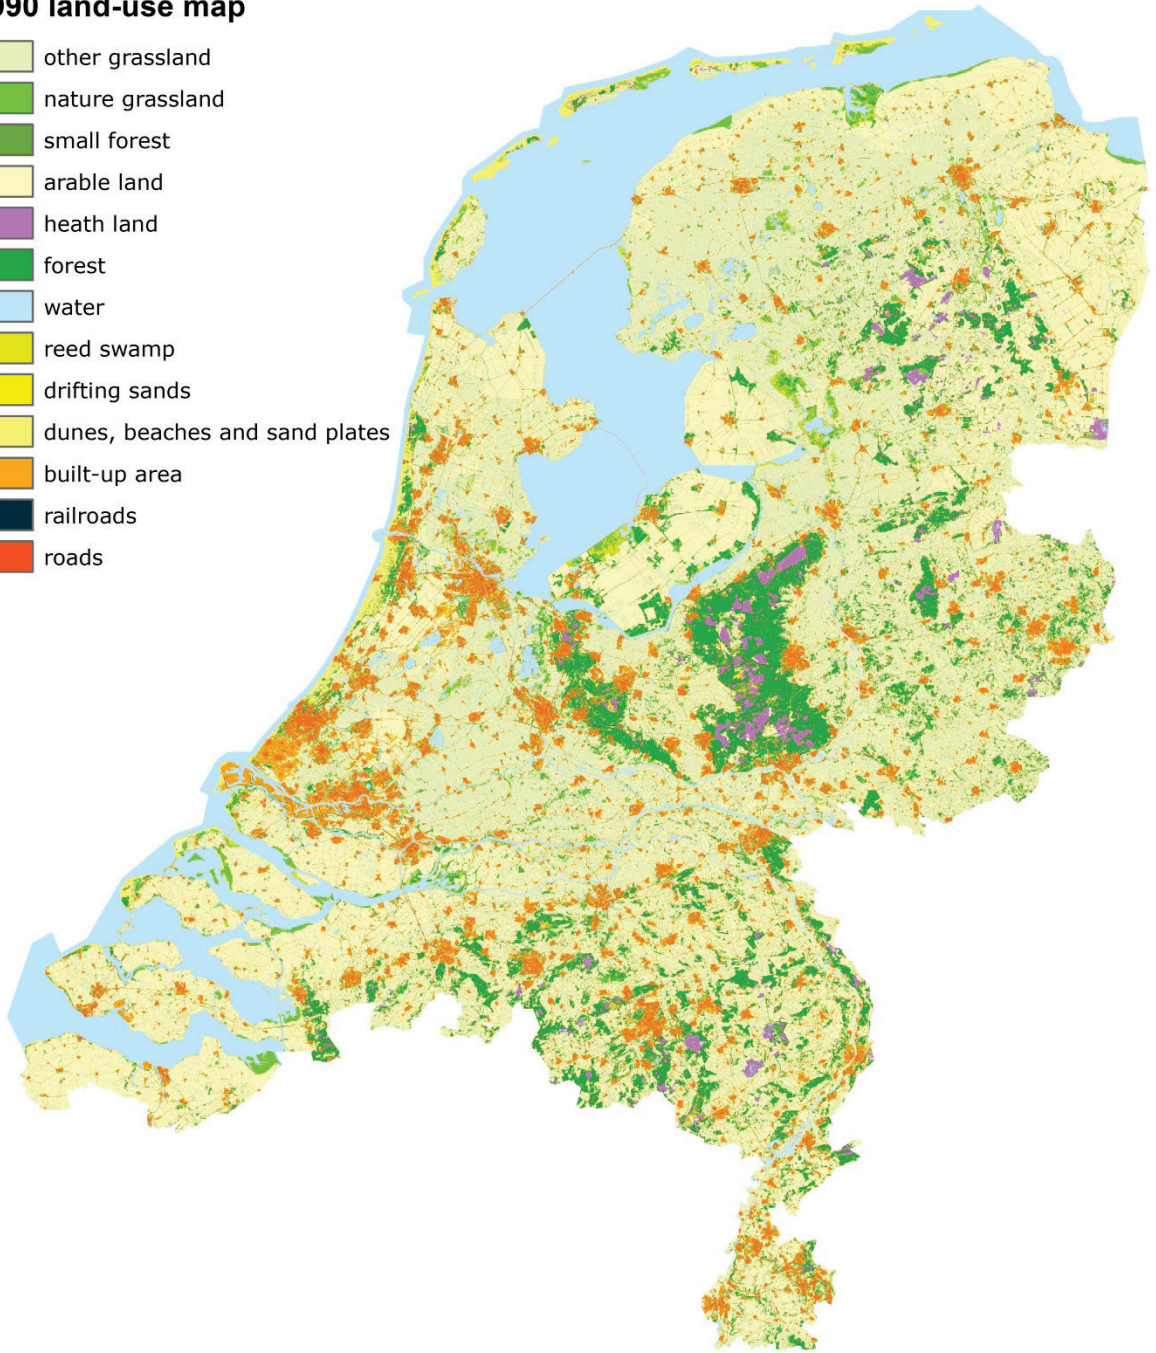 090 land-use map
other grassland
nature grassland
small forest
arable land
heath land
forest
water
reed swamp
drifting sands
dunes, beaches and sand plates
built-up area
railroads
roads